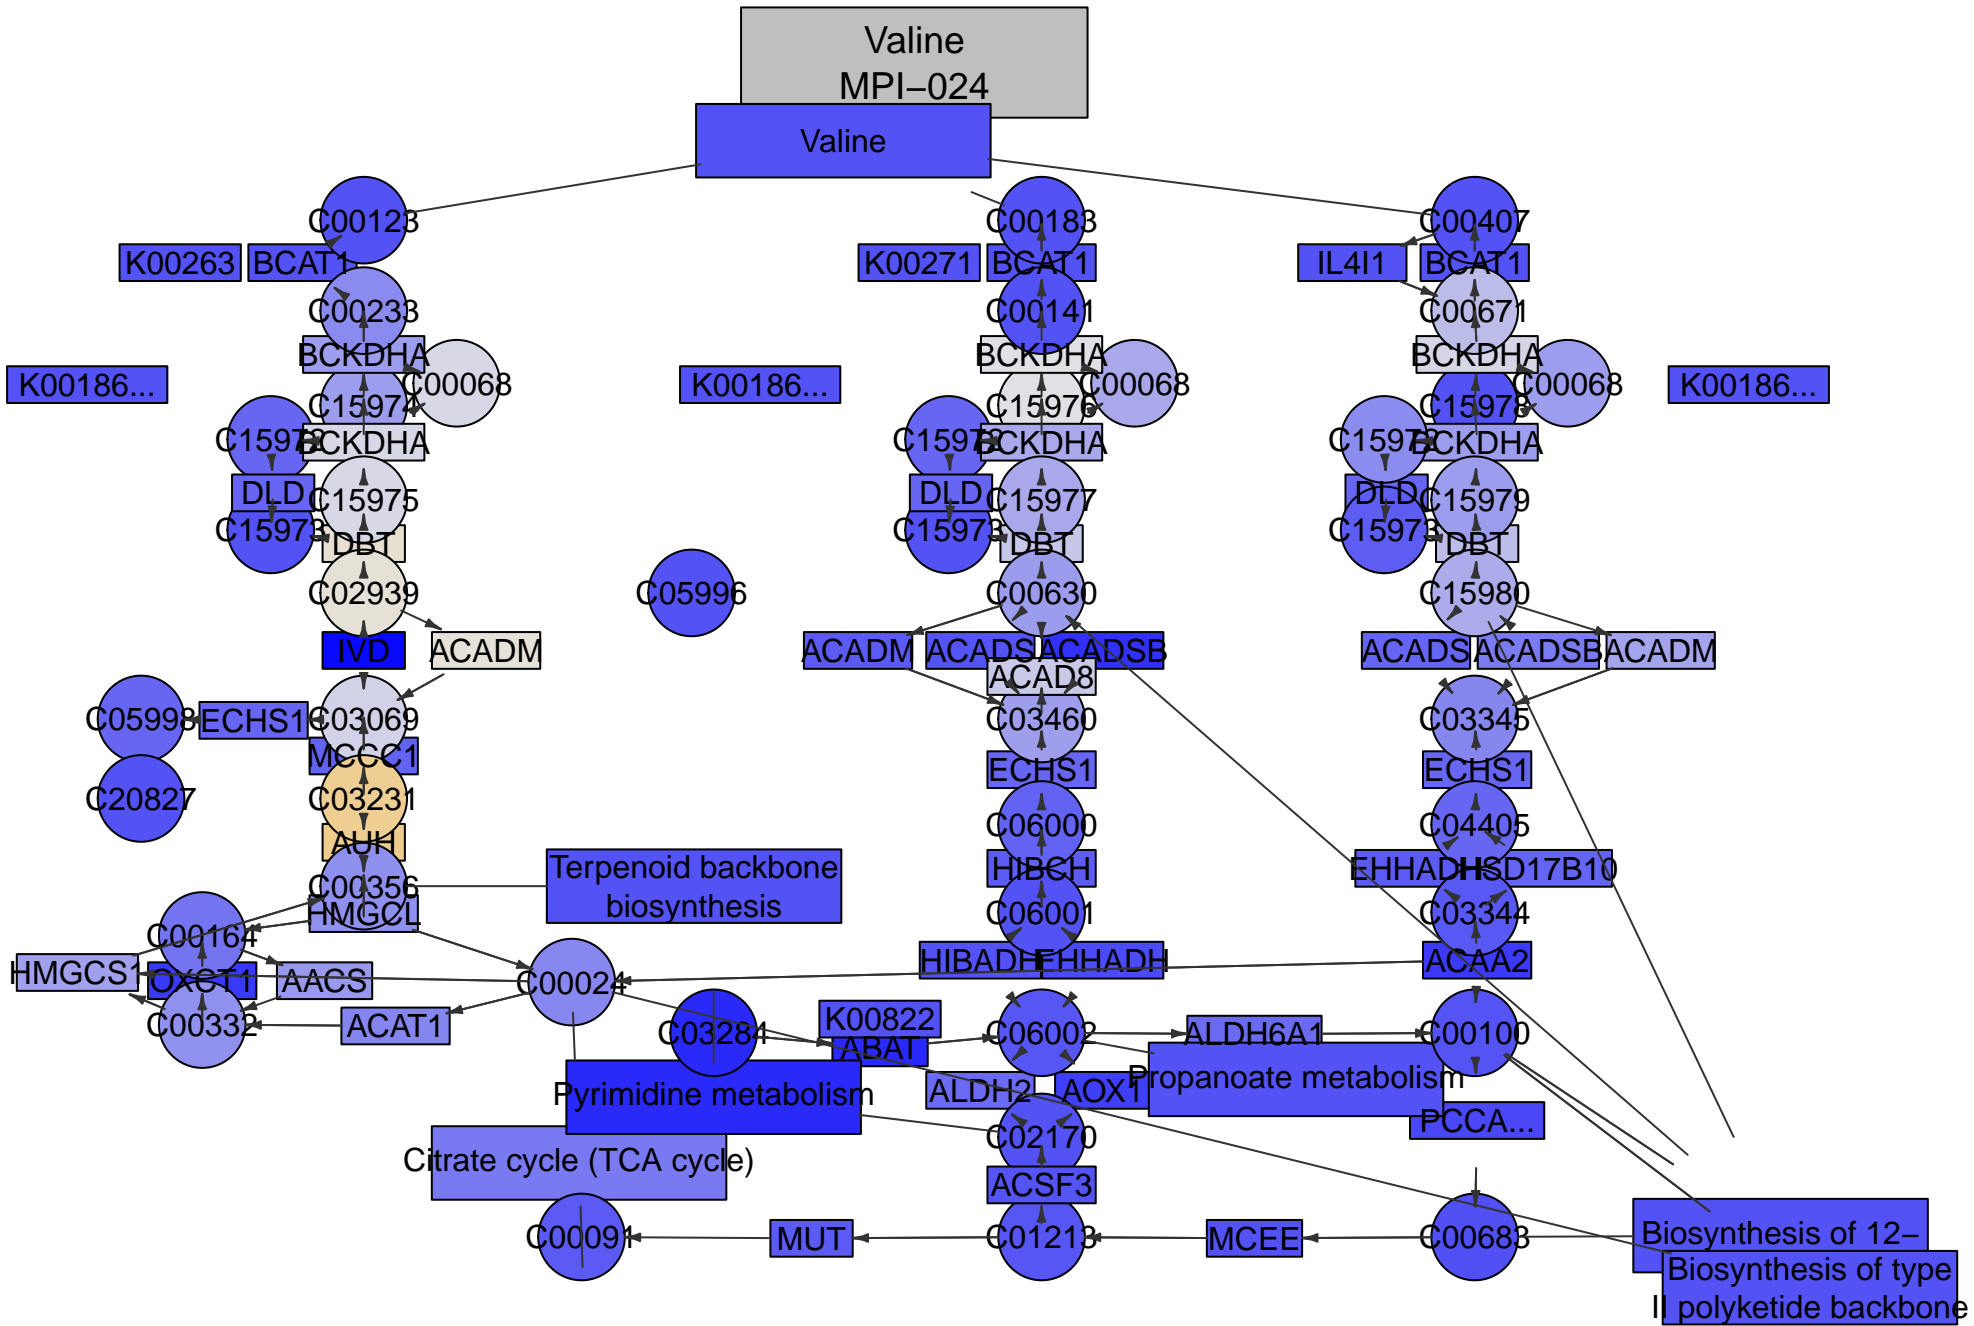 Valine
MPI−024
Valine
C00123
C00183
C00407
K00263
BCAT1
K00271
BCAT1
IL4I1
BCAT1
C00233
C00141
C00671
BCKDHA
BCKDHA
BCKDHA
K00186...
C00068
K00186...
C00068
C00068
K00186...
C15974
C15976
C15978
C15972
BCKDHA
C15972
BCKDHA
C15972
BCKDHA
DLD
C15975
DLD
C15977
DLD
C15979
C15973
DBT
C15973
DBT
C15973
DBT
C02939
C05996
C00630
C15980
IVD
ACADM
ACADM
ACADS
ACADSB
ACADS
ACADSB
ACADM
ACAD8
C05998
ECHS1
C03069
C03460
C03345
MCCC1
ECHS1
ECHS1
C20827
C03231
C06000
C04405
AUH
Terpenoid backbone
biosynthesis
HIBCH
EHHADH
HSD17B10
C00356
HMGCL
C06001
C03344
C00164
HMGCS1
OXCT1
AACS
C00024
HIBADH
EHHADH
ACAA2
C00332
ACAT1
C03284
K00822
ABAT
C06002
ALDH6A1
C00100
Pyrimidine metabolism
ALDH2
AOX1
Propanoate metabolism
PCCA...
Citrate cycle (TCA cycle)
C02170
ACSF3
C00091
MUT
C01213
MCEE
C00683
Biosynthesis of 12−
Biosynthesis of type
II polyketide backbone